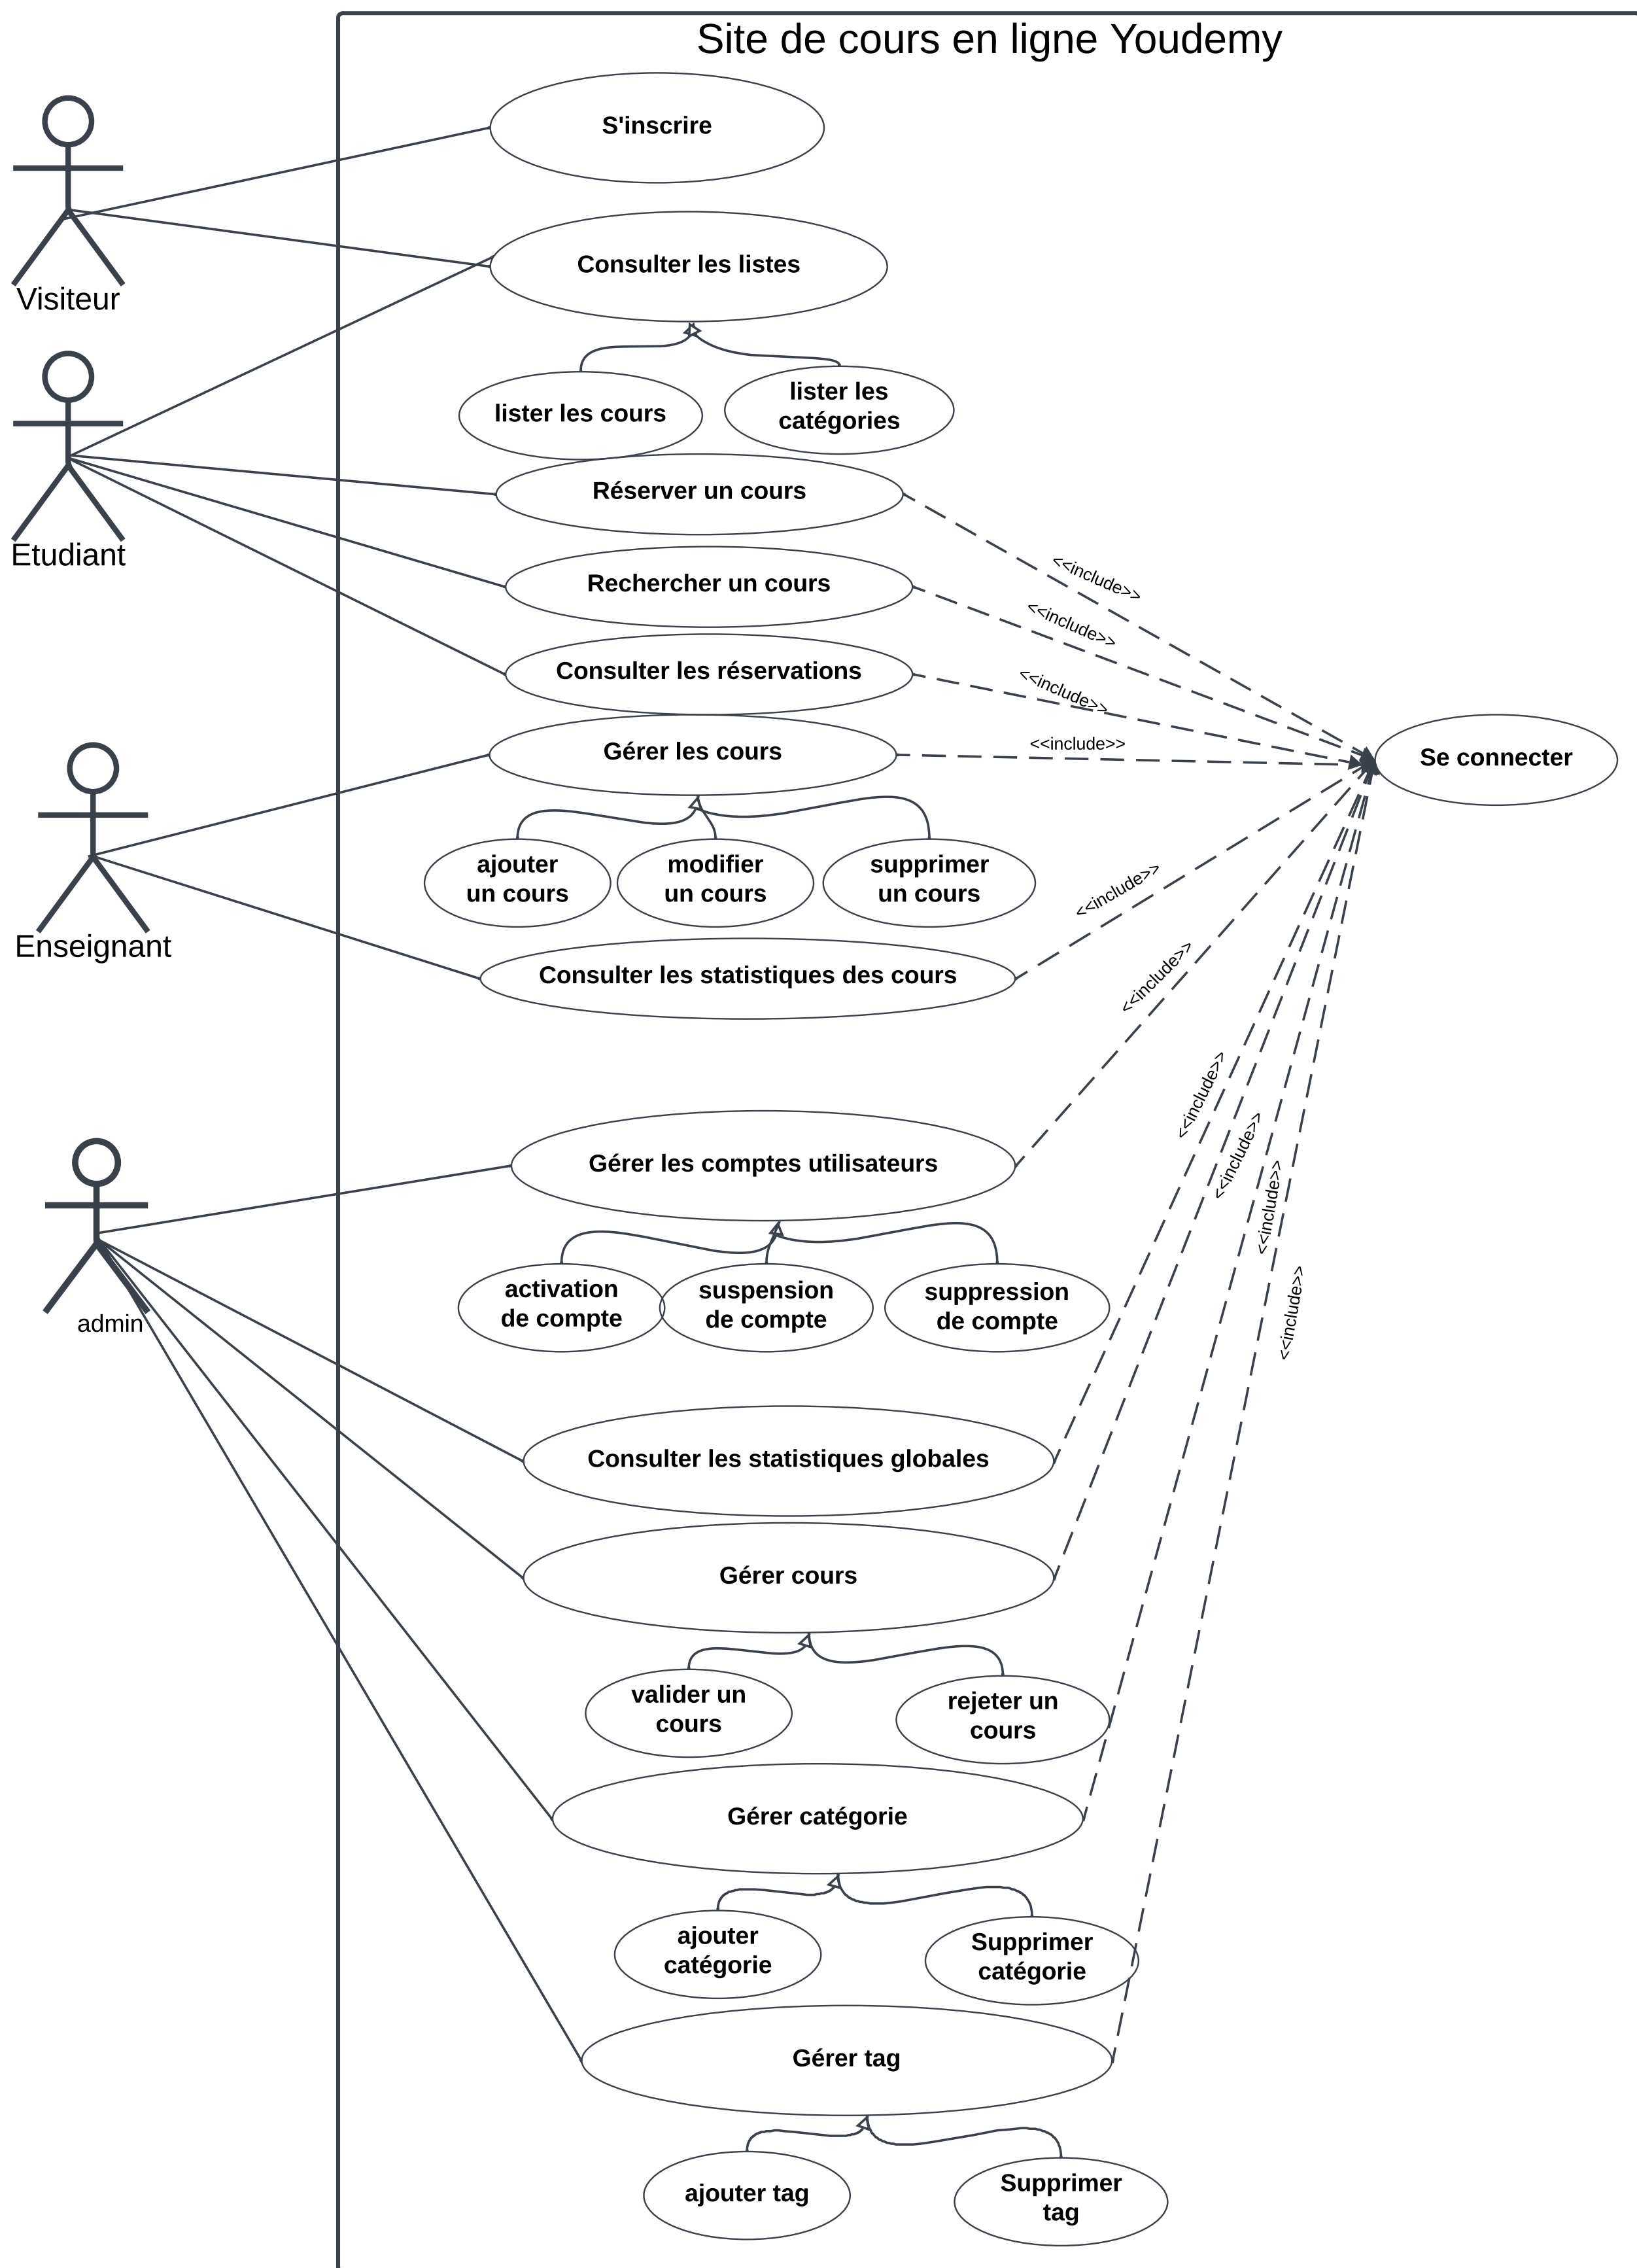 Site de cours en ligne Youdemy
S'inscrire
Visiteur
Consulter les listes
lister les cours
lister les
catégories
Etudiant
Réserver un cours
<<include>>
Rechercher un cours
<<include>>
Consulter les réservations
<<include>>
Gérer les cours
<<include>>
Se connecter
ajouter
un cours
modifier
un cours
supprimer
un cours
<<include>>
Enseignant
Consulter les statistiques des cours
<<include>>
Gérer les comptes utilisateurs
<<include>>
<<include>>
<<include>>
<<include>>
admin
activation
de compte
suspension
de compte
suppression
de compte
Consulter les statistiques globales
Gérer cours
valider un
cours
rejeter un
cours
Gérer catégorie
ajouter
catégorie
Supprimer
catégorie
Gérer tag
ajouter tag
Supprimer
tag